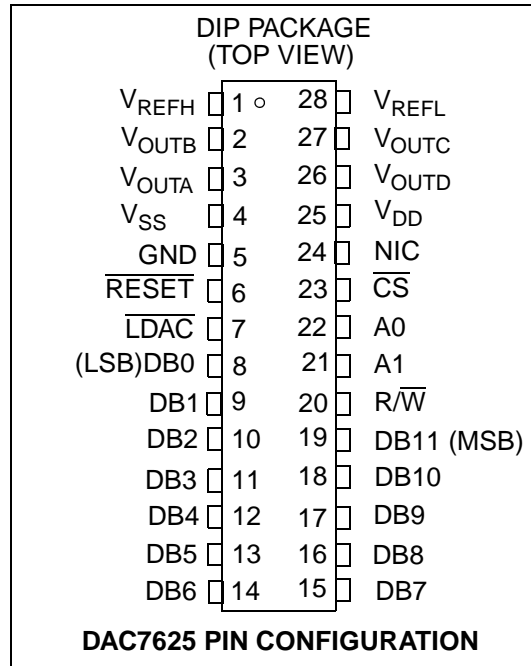 DIP PACKAGE
(TOP VIEW)
VREFH 1 28 VREFL
VOUTB 2 27 VOUTC
VOUTA 3 26 VOUTD
VSS 4 25 VDD
GND 5 24 NIC
RESET 6 23 CS
LDAC 7 22 A0
(LSB)DB0 8 21 A1
DB1 9 20 R/W
DB2 10 19 DB11 (MSB)
DB3 11 18 DB10
DB4 12 17 DB9
DB5 13 16 DB8
DB6 14 15 DB7
DAC7625 PIN CONFIGURATION